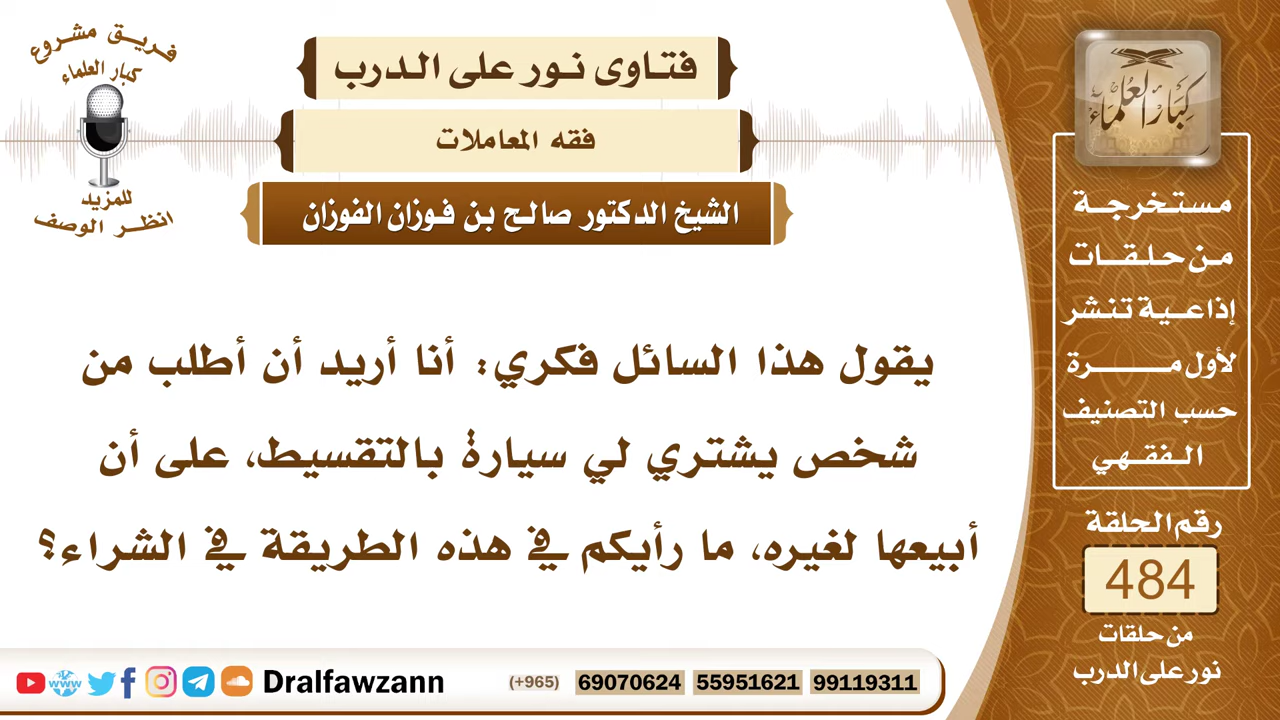 فريق مشروع
كبار العلماء
للمزيد
انظر الوصف
فتاوى نور على الدرب
فقه المعاملات
الشيخ الدكتور صالح بن فوزان الفوزان
يقول هذا السائل فكري: أنا أريد أن أطلب من
شخص يشتري لي سيارةً بالتقسيط، على أن
أبيعها لغيره، ما رأيكم في هذه الطريقة في الشراء؟
كبار العلماء
مستخرجة
من حلقات
إذاعية تنشر
لأول مرة
حسب التصنيف
الفقهي
رقم الحلقة
484
من حلقات
نور على الدرب
www
Dralfawzann
(+965) 69070624 55951621 99119311